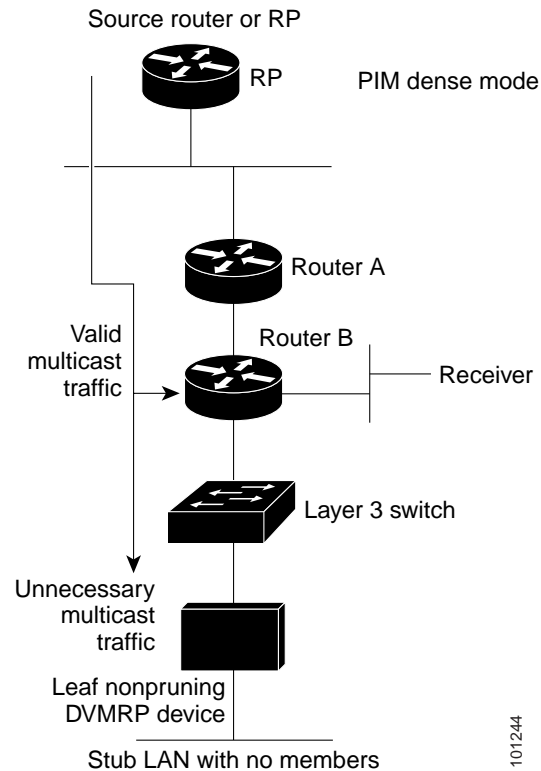 Source router or RP
RP
PIM dense mode
Router A
Router B
Valid
multicast
traffic
Receiver
Layer 3 switch
Unnecessary
multicast
traffic
Leaf nonpruning
DVMRP device
Stub LAN with no members
101244